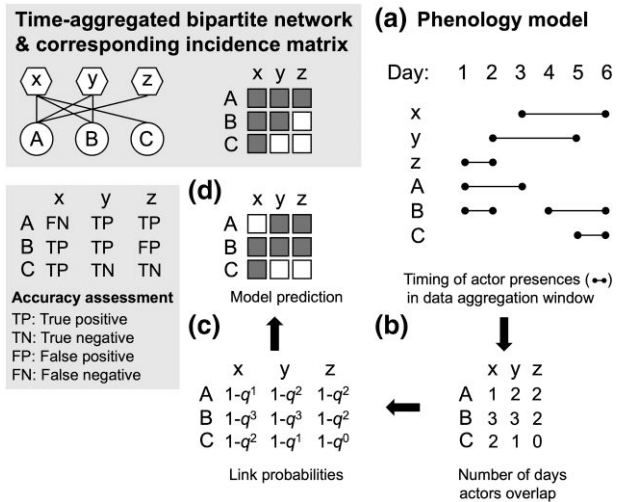 Time-aggregated bipartite network
& corresponding incidence matrix
x y z
A B C
x y z
A
B
C
(a) Phenology model
Day: 1 2 3 4 5 6
x
y
z
A
B
C
Timing of actor presences (•-•)
in data aggregation window
(b)
x y z
A 1 2 2
B 3 3 2
C 2 1 0
Number of days
actors overlap
(c)
x y z
A 1-q¹ 1-q² 1-q²
B 1-q³ 1-q³ 1-q²
C 1-q² 1-q¹ 1-q⁰
Link probabilities
(d)
x y z
A
B
C
Model prediction
x y z
A FN TP TP
B TP TP FP
C TP TN TN
Accuracy assessment
TP: True positive
TN: True negative
FP: False positive
FN: False negative